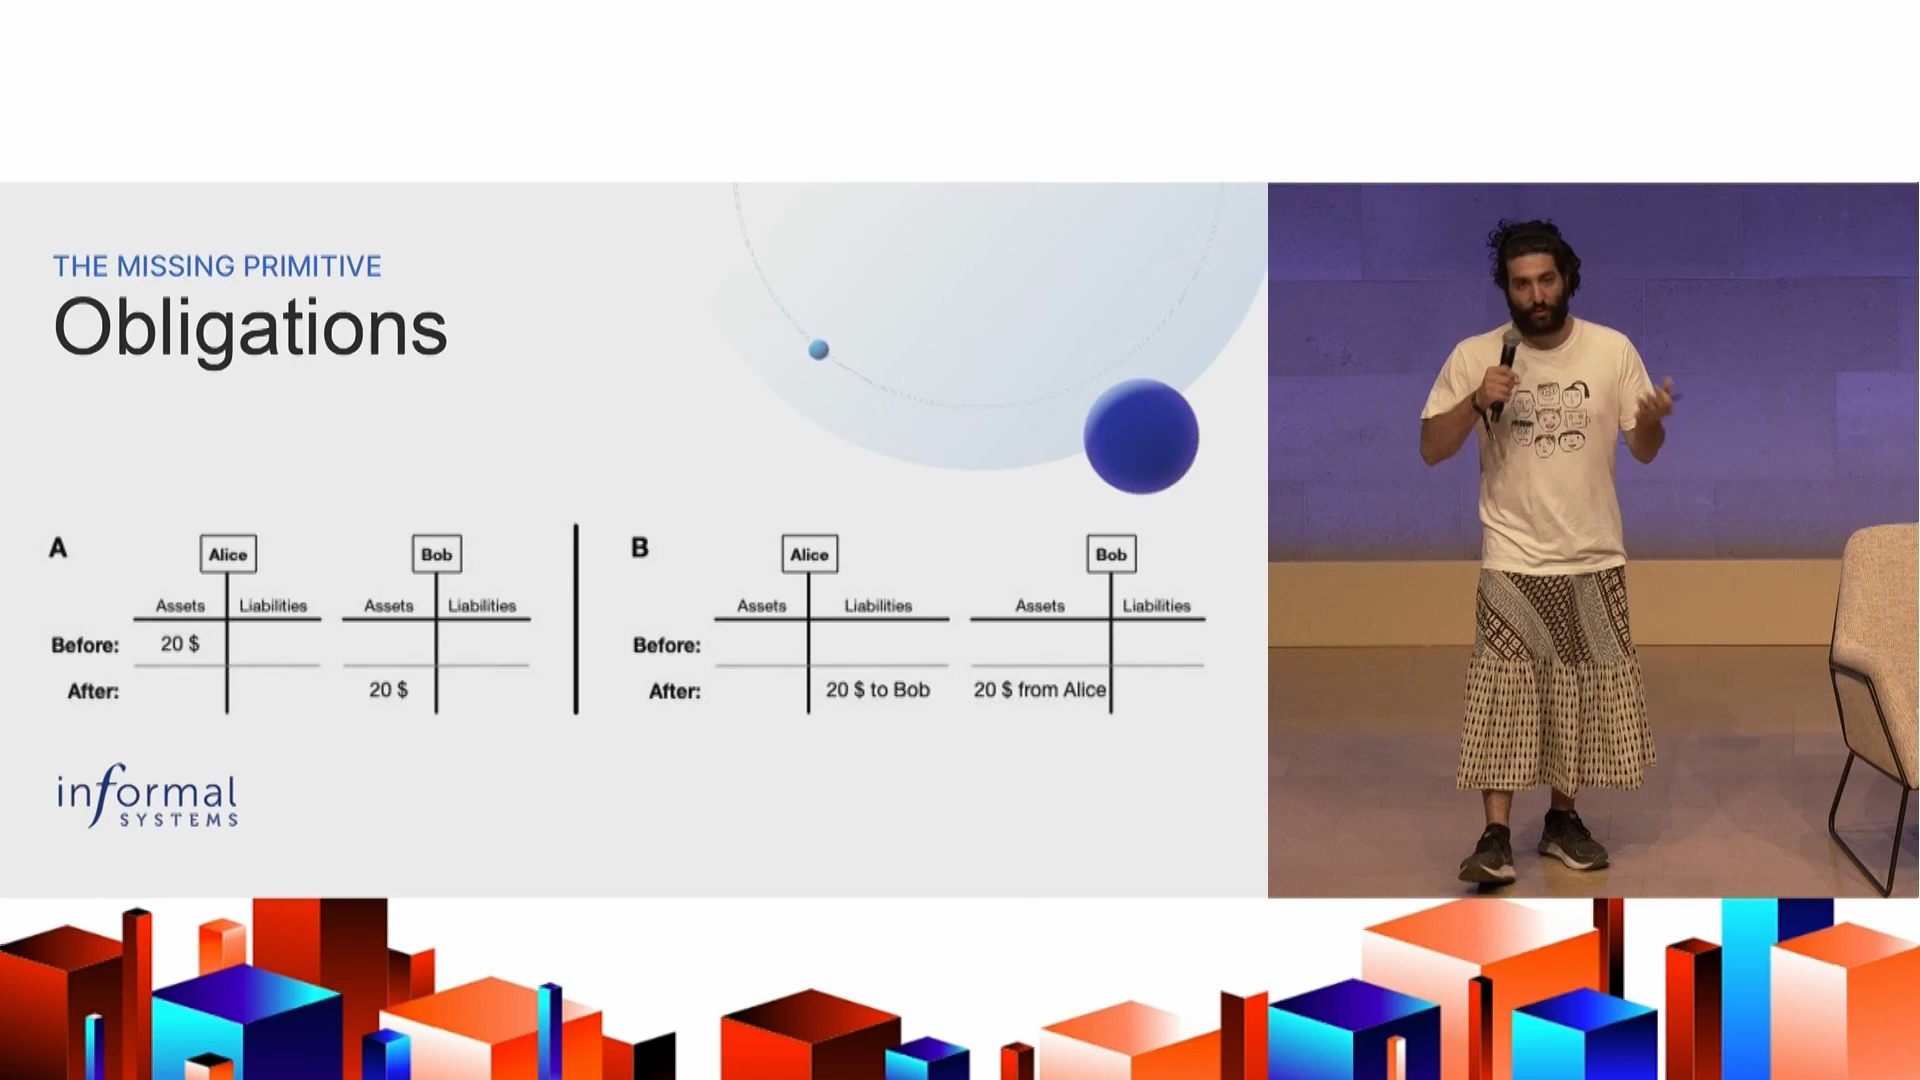 THE MISSING PRIMITIVE
Obligations
A
Alice
Bob
Assets Liabilities Assets Liabilities
Before: 20 $
After: 20 $
B
Alice
Bob
Assets Liabilities Assets Liabilities
Before:
After: 20 $ to Bob 20 $ from Alice
informal
SYSTEMS